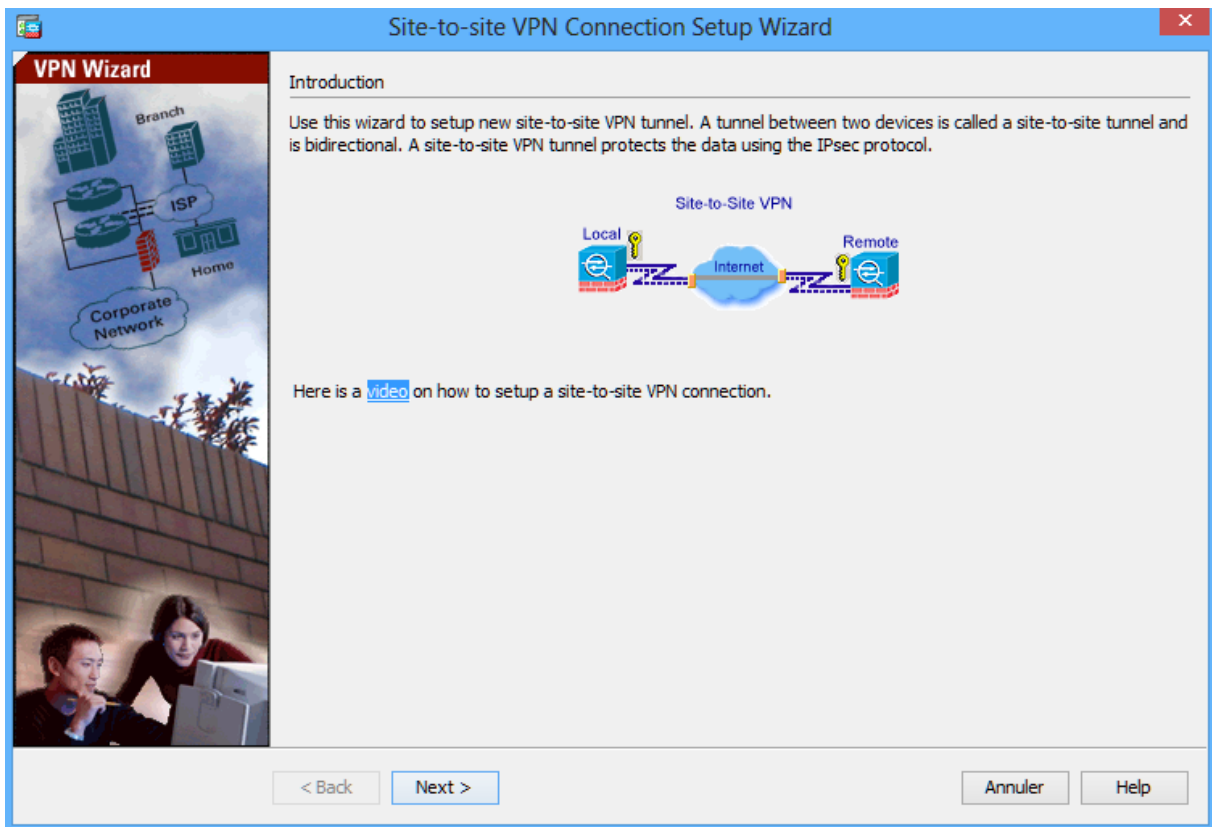 Site-to-site VPN Connection Setup Wizard
VPN Wizard
Branch
ISP
Home
Corporate
Network
Introduction
Use this wizard to setup new site-to-site VPN tunnel. A tunnel between two devices is called a site-to-site tunnel and
is bidirectional. A site-to-site VPN tunnel protects the data using the IPsec protocol.
Site-to-Site VPN
Local
Internet
Remote
Here is a video on how to setup a site-to-site VPN connection.
< Back
Next >
Annuler
Help